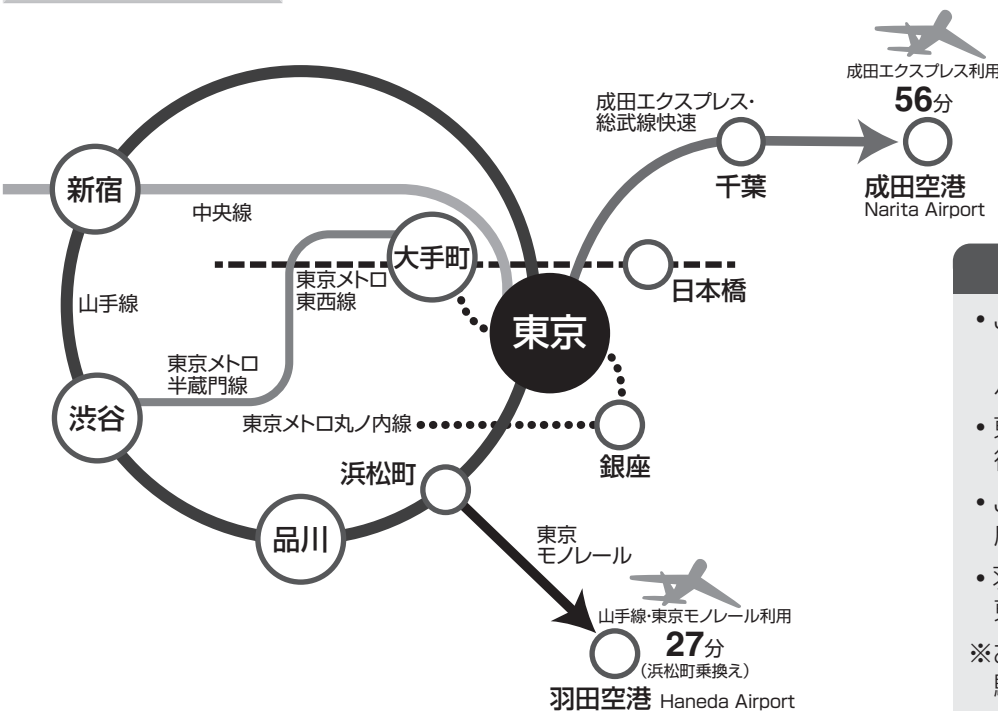 成田エクスプレス利用
56分
成田エクスプレス・
総武線快速
千葉
成田空港
Narita Airport
新宿
中央線
大手町
東京メトロ
東西線
日本橋
山手線
東京
東京メトロ
半蔵門線
渋谷
東京メトロ丸ノ内線
銀座
浜松町
品川
東京
モノレール
山手線・東京モノレール利用
27分
(浜松町乗換え)
羽田空港 Haneda Airport